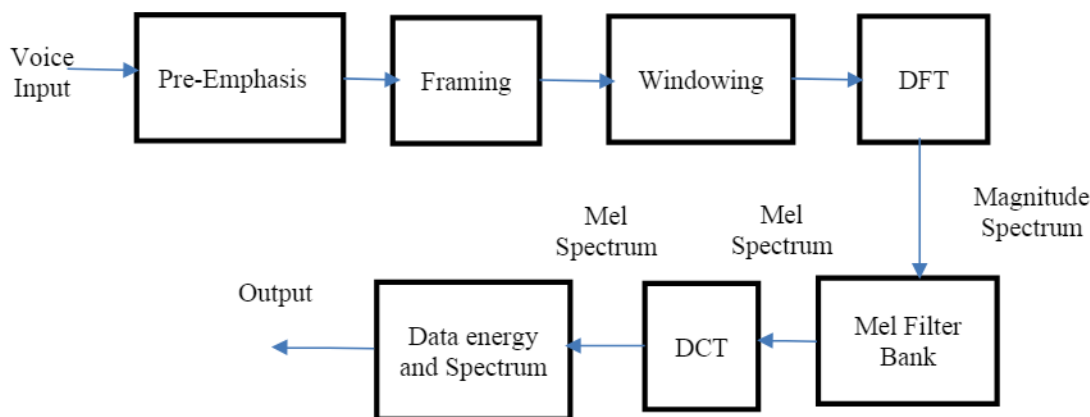 Voice
Input
Pre-Emphasis
Framing
Windowing
DFT
Magnitude
Spectrum
Mel Filter
Bank
Mel
Spectrum
DCT
Mel
Spectrum
Data energy
and Spectrum
Output